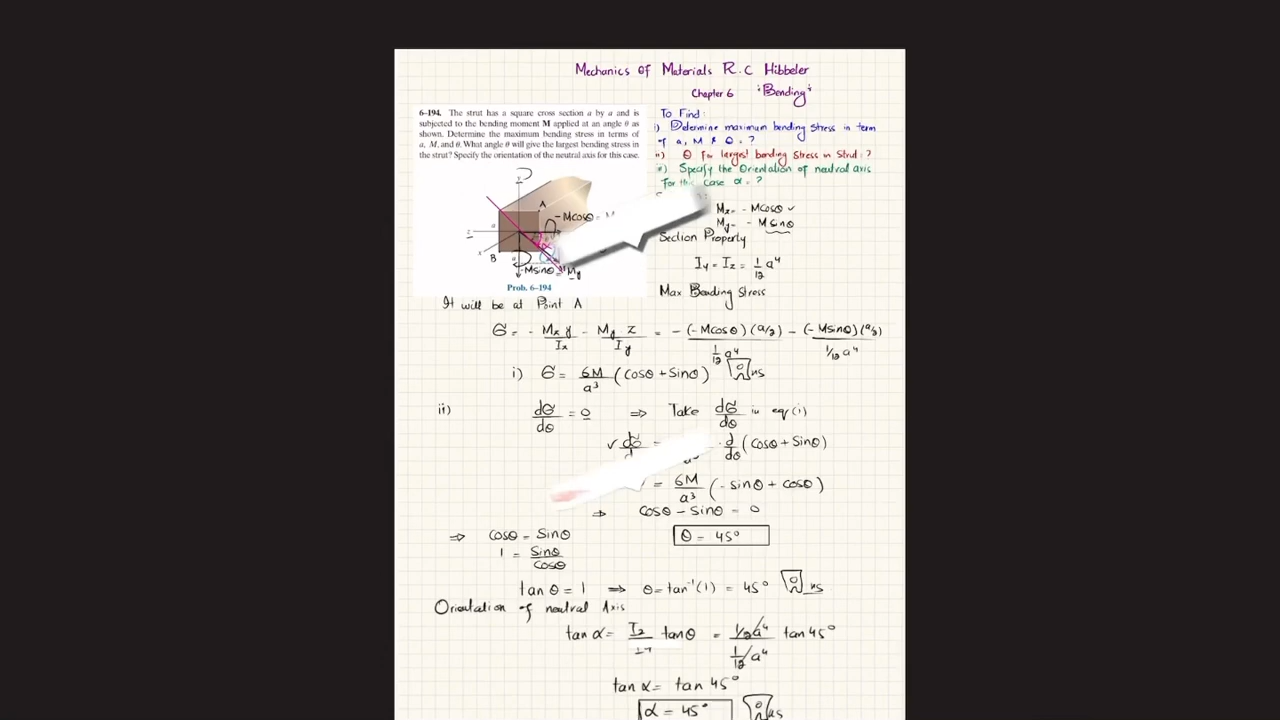 Mechanics Of Materials R.C Hibbeler
Chapter 6 "Bending"
6–194. The strut has a square cross section a by a and is
subjected to the bending moment M applied at an angle θ as
shown. Determine the maximum bending stress in terms of
a, M, and θ. What angle θ will give the largest bending stress in
the strut? Specify the orientation of the neutral axis for this case.
To Find:
i) Determine maximum bending stress in term
of a, M & θ = ?
ii) θ for largest bending stress in Strut = ?
iii) Specify the Orientation of neutral axis
For this Case α = ?
y
A
-Mcosθ =
a
z
x
B
a
α
-Msinθ = My
Prob. 6–194
Mz = -Mcosθ ✓
My = -Msinθ
Section Property
Iy = Iz = 1/12 a⁴
Max Bending Stress
It will be at Point A
σ = - Mz y/Iz - My z/Iy = -(-Mcosθ)(a/2)/(1/12 a⁴) - (-Msinθ)(a/2)/(1/12 a⁴)
i) σ = 6M/a³ (cosθ + sinθ) Ans
ii) dσ/dθ = 0 ⇒ Take dσ/dθ in eq (i)
✓ dσ = · d/dθ (cosθ + sinθ)
= 6M/a³ (-sinθ + cosθ)
⇒ cosθ - sinθ = 0
⇒ cosθ = sinθ
θ = 45°
1 = sinθ/cosθ
tanθ = 1 ⇒ θ = tan⁻¹(1) = 45° Ans
Orientation of neutral Axis
tan α = Iz tanθ = 1/12 a⁴ / 1/12 a⁴ tan 45°
tan α = tan 45°
α = 45° Ans